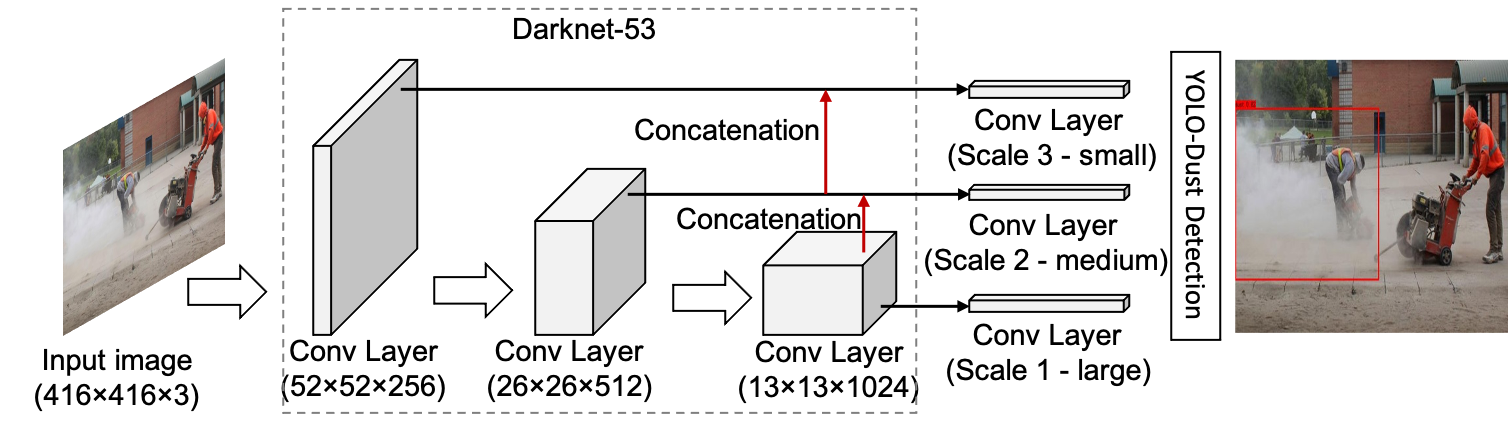 Darknet-53
Concatenation
Conv Layer
(Scale 3 - small)
Concatenation
Conv Layer
(Scale 2 - medium)
Conv Layer
(Scale 1 - large)
YOLO-Dust Detection
Input image
(416×416×3)
Conv Layer
(52×52×256)
Conv Layer
(26×26×512)
Conv Layer
(13×13×1024)